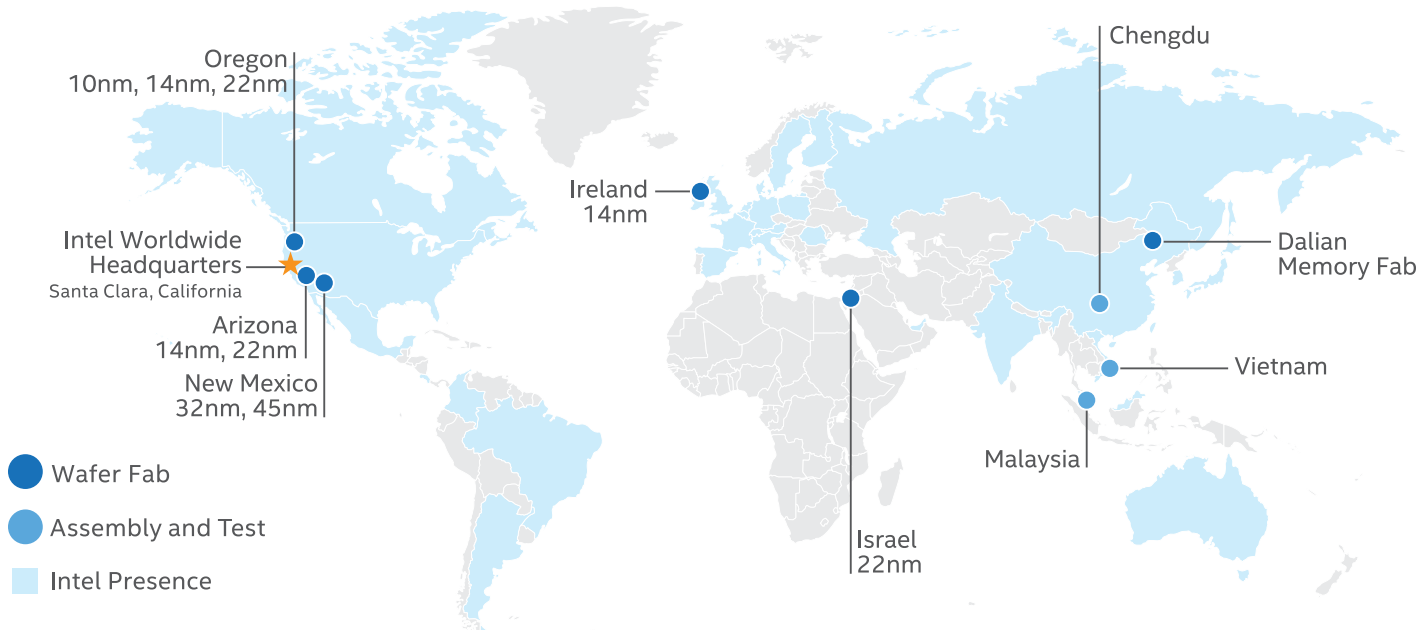 Oregon
10nm, 14nm, 22nm
Chengdu
Ireland
14nm
Intel Worldwide
Headquarters
Santa Clara, California
Dalian
Memory Fab
Arizona
14nm, 22nm
New Mexico
32nm, 45nm
Vietnam
Malaysia
Israel
22nm
Wafer Fab
Assembly and Test
Intel Presence